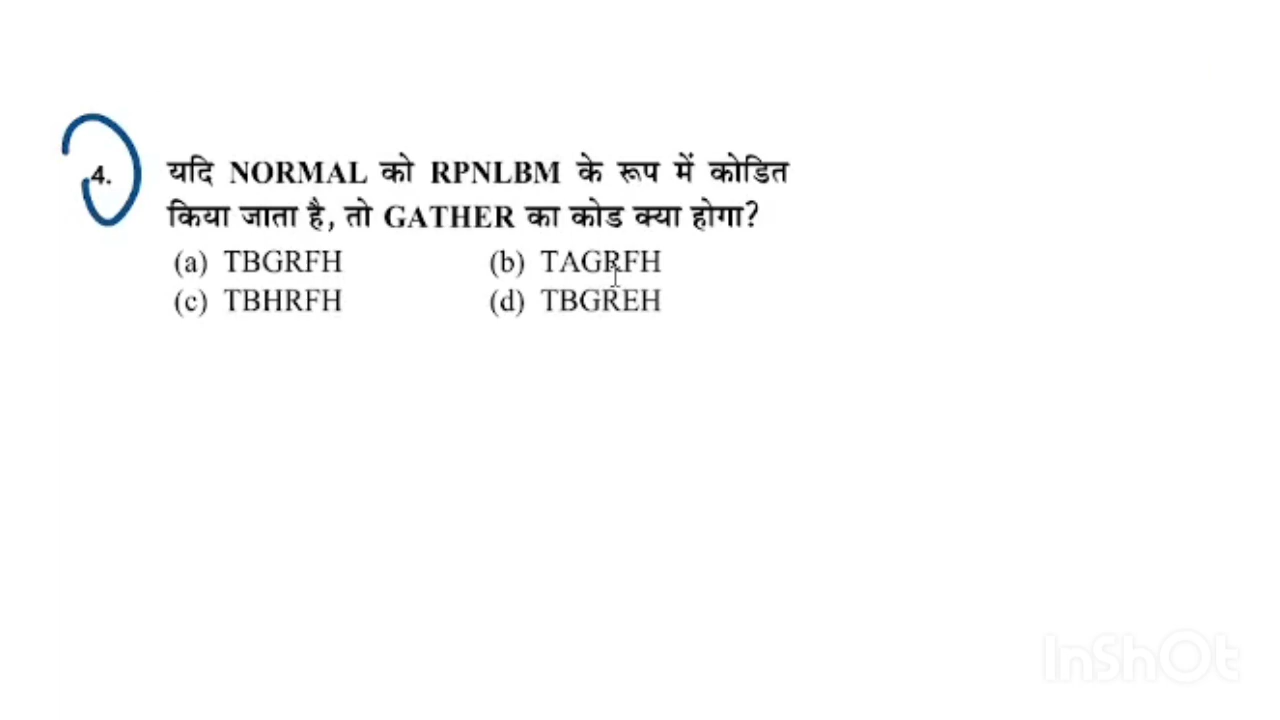 4. यदि NORMAL को RPNLBM के रूप में कोडित
किया जाता है, तो GATHER का कोड क्या होगा?
(a) TBGRFH (b) TAGRFH
(c) TBHRFH (d) TBGREH
InShOt